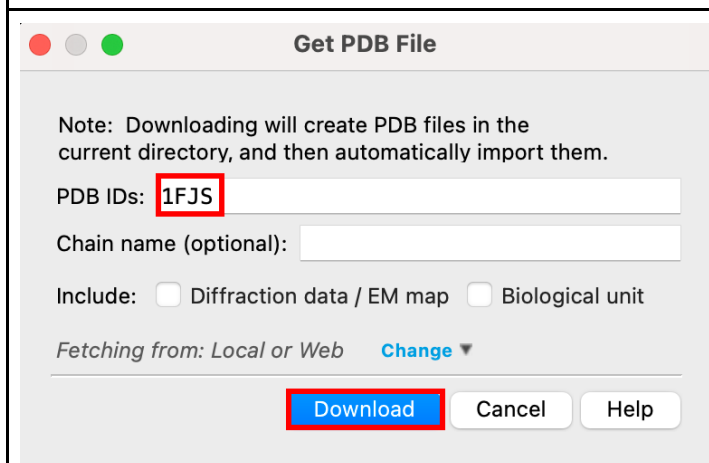 Get PDB File
Note: Downloading will create PDB files in the
current directory, and then automatically import them.
PDB IDs: 1FJS
Chain name (optional):
Include: Diffraction data / EM map Biological unit
Fetching from: Local or Web Change ▼
Download Cancel Help